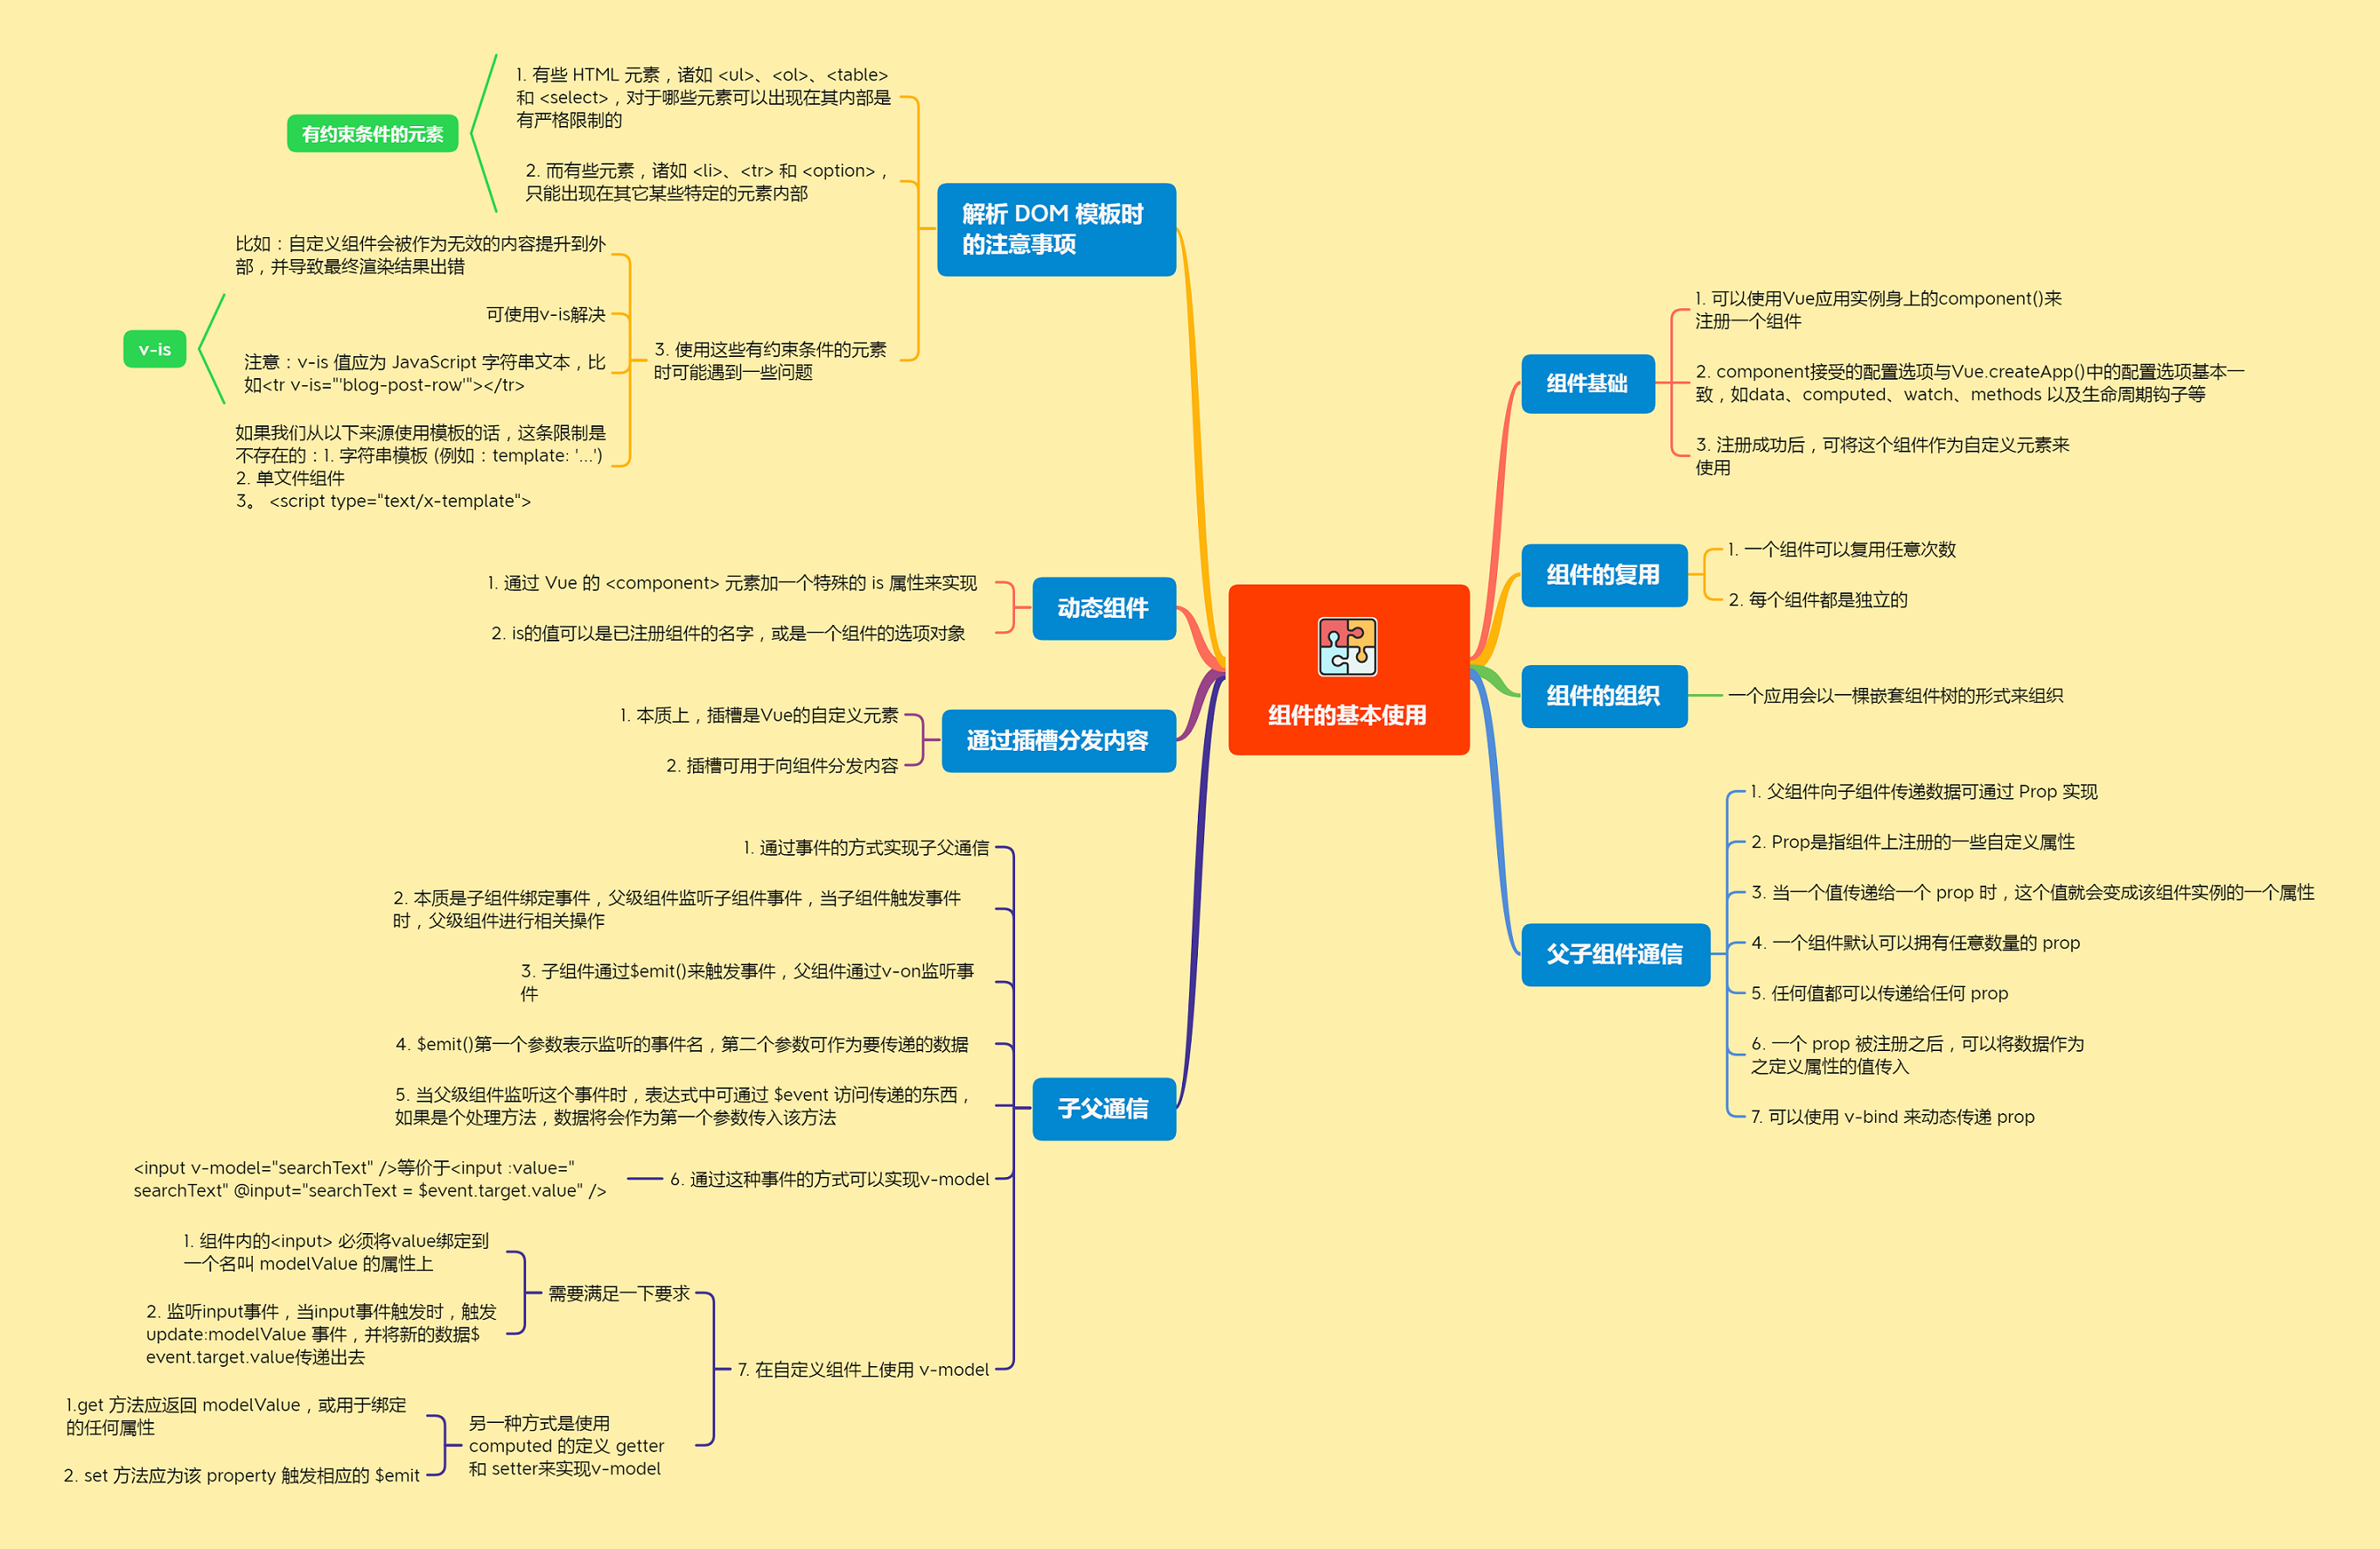 组件的基本使用
组件基础
1. 可以使用Vue应用实例身上的component()来
注册一个组件
2. component接受的配置选项与Vue.createApp()中的配置选项基本一
致，如data、computed、watch、methods 以及生命周期钩子等
3. 注册成功后，可将这个组件作为自定义元素来
使用
组件的复用
1. 一个组件可以复用任意次数
2. 每个组件都是独立的
组件的组织
一个应用会以一棵嵌套组件树的形式来组织
父子组件通信
1. 父组件向子组件传递数据可通过 Prop 实现
2. Prop是指组件上注册的一些自定义属性
3. 当一个值传递给一个 prop 时，这个值就会变成该组件实例的一个属性
4. 一个组件默认可以拥有任意数量的 prop
5. 任何值都可以传递给任何 prop
6. 一个 prop 被注册之后，可以将数据作为
之定义属性的值传入
7. 可以使用 v-bind 来动态传递 prop
解析 DOM 模板时
的注意事项
1. 有些 HTML 元素，诸如 <ul>、<ol>、<table>
和 <select>，对于哪些元素可以出现在其内部是
有严格限制的
2. 而有些元素，诸如 <li>、<tr> 和 <option>，
只能出现在其它某些特定的元素内部
有约束条件的元素
3. 使用这些有约束条件的元素
时可能遇到一些问题
比如：自定义组件会被作为无效的内容提升到外
部，并导致最终渲染结果出错
可使用v-is解决
注意：v-is 值应为 JavaScript 字符串文本，比
如<tr v-is="'blog-post-row'"></tr>
v-is
如果我们从以下来源使用模板的话，这条限制是
不存在的：1. 字符串模板 (例如：template: '...')
2. 单文件组件
3。 <script type="text/x-template">
动态组件
1. 通过 Vue 的 <component> 元素加一个特殊的 is 属性来实现
2. is的值可以是已注册组件的名字，或是一个组件的选项对象
通过插槽分发内容
1. 本质上，插槽是Vue的自定义元素
2. 插槽可用于向组件分发内容
子父通信
1. 通过事件的方式实现子父通信
2. 本质是子组件绑定事件，父级组件监听子组件事件，当子组件触发事件
时，父级组件进行相关操作
3. 子组件通过$emit()来触发事件，父组件通过v-on监听事
件
4. $emit()第一个参数表示监听的事件名，第二个参数可作为要传递的数据
5. 当父级组件监听这个事件时，表达式中可通过 $event 访问传递的东西，
如果是个处理方法，数据将会作为第一个参数传入该方法
6. 通过这种事件的方式可以实现v-model
<input v-model="searchText" />等价于<input :value="
searchText" @input="searchText = $event.target.value" />
7. 在自定义组件上使用 v-model
需要满足一下要求
1. 组件内的<input> 必须将value绑定到
一个名叫 modelValue 的属性上
2. 监听input事件，当input事件触发时，触发
update:modelValue 事件，并将新的数据$
event.target.value传递出去
另一种方式是使用
computed 的定义 getter
和 setter来实现v-model
1.get 方法应返回 modelValue，或用于绑定
的任何属性
2. set 方法应为该 property 触发相应的 $emit